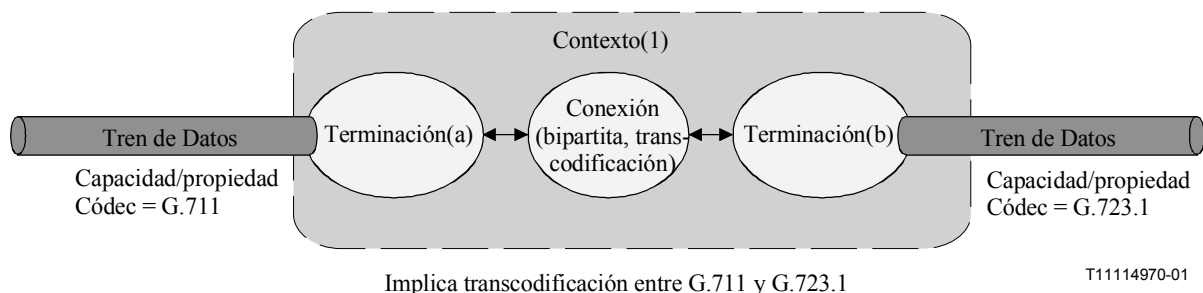 Contexto(1)
Tren de Datos
Terminación(a)
Conexión
(bipartita, trans-
codificación)
Terminación(b)
Tren de Datos
Capacidad/propiedad
Códec = G.711
Capacidad/propiedad
Códec = G.723.1
Implica transcodificación entre G.711 y G.723.1
T11114970-01